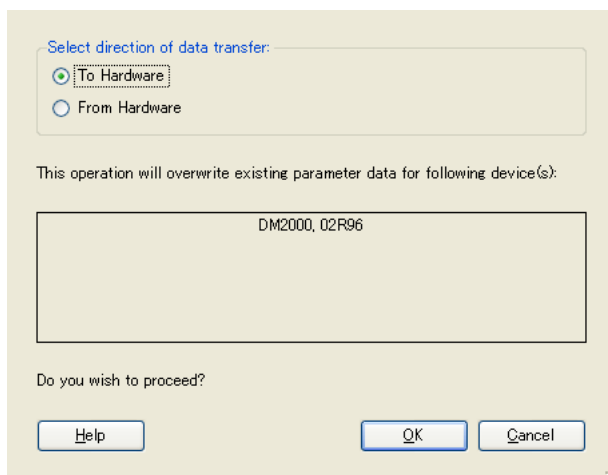 Select direction of data transfer:
To Hardware
From Hardware
This operation will overwrite existing parameter data for following device(s):
DM2000, 02R96
Do you wish to proceed?
Help
OK
Cancel